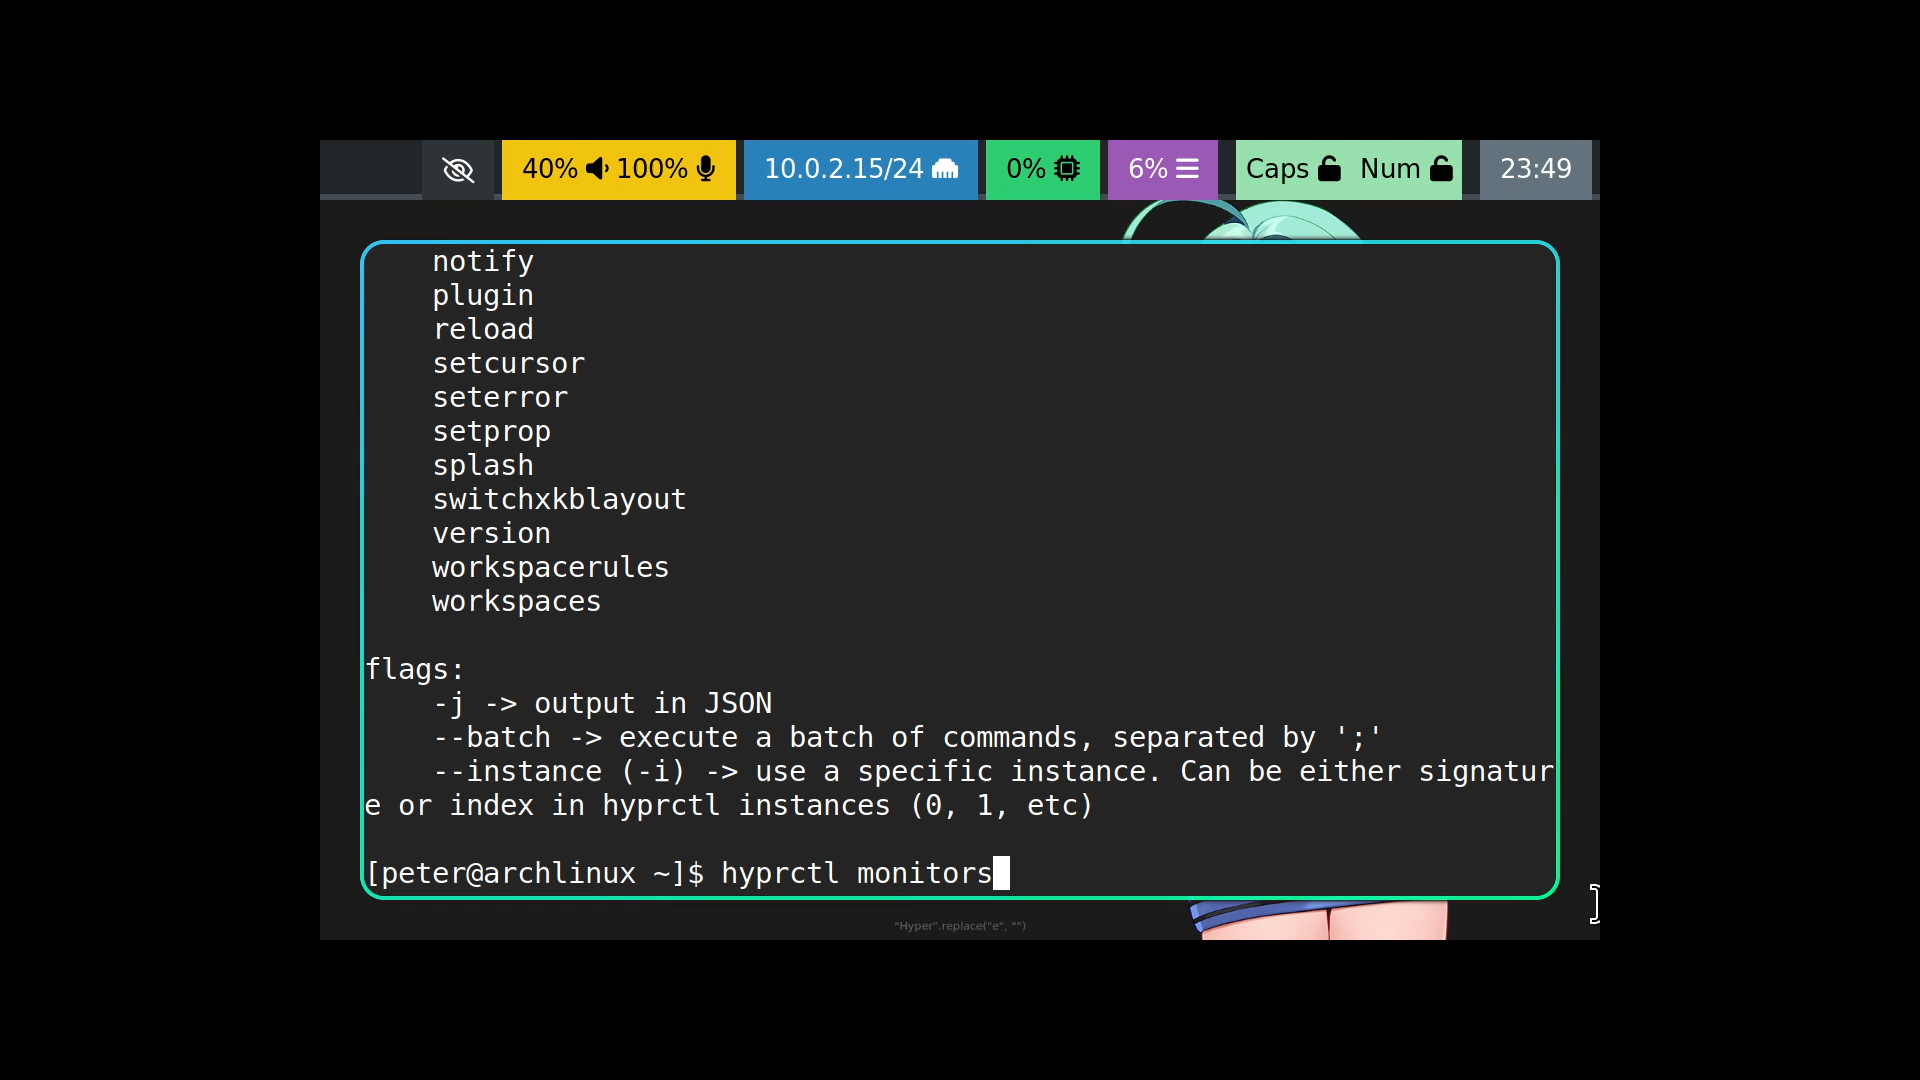 40% 100% 10.0.2.15/24 0% 6% Caps Num 23:49
notify
plugin
reload
setcursor
seterror
setprop
splash
switchxkblayout
version
workspacerules
workspaces
flags:
-j -> output in JSON
--batch -> execute a batch of commands, separated by ';'
--instance (-i) -> use a specific instance. Can be either signatur
e or index in hyprctl instances (0, 1, etc)
[peter@archlinux ~]$ hyprctl monitors
"Hyper".replace("e", "")